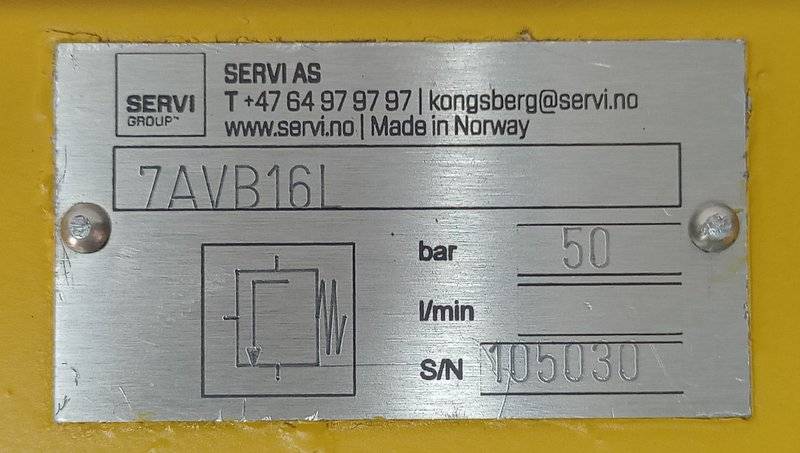 SERVI
GROUP™
SERVI AS
T +47 64 97 97 97 | kongsberg@servi.no
www.servi.no | Made in Norway
7AVB16L
bar 50
l/min
S/N 105030